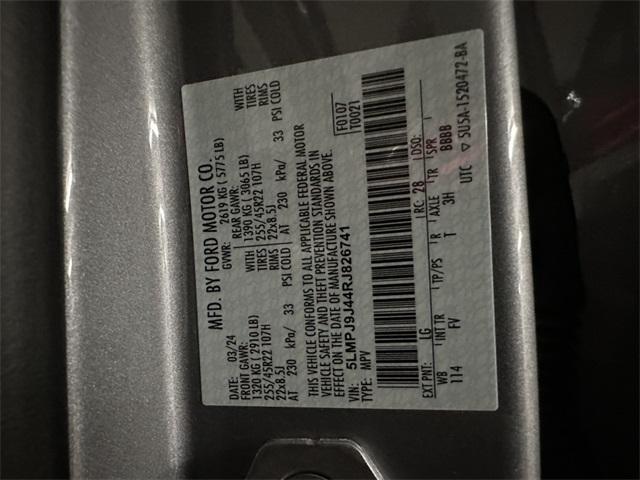 MFD. BY FORD MOTOR CO.
DATE: 03/24 GVWR: 2619 KG ( 5775 LB)
FRONT GAWR: REAR GAWR: WITH
1320 KG ( 2910 LB) 1390 KG ( 3065 LB) TIRES
255/45R22 107H 255/45R22 107H RIMS
22x8.5J 22x8.5J
WITH
TIRES
RIMS
AT 230 kPa/ 33 PSI COLD AT 230 kPa/ 33 PSI COLD
THIS VEHICLE CONFORMS TO ALL APPLICABLE FEDERAL MOTOR
VEHICLE SAFETY AND THEFT PREVENTION STANDARDS IN
EFFECT ON THE DATE OF MANUFACTURE SHOWN ABOVE.
VIN: 5LMPJ9J44RJ826741
TYPE: MPV
F0107
T0021
EXT PNT: LG RC: 28 DSO:
WB INT TR TP/PS R AXLE TR SPR
114 FV T 3H BBBB
UTC ▽ 5U5A-1520472-BA